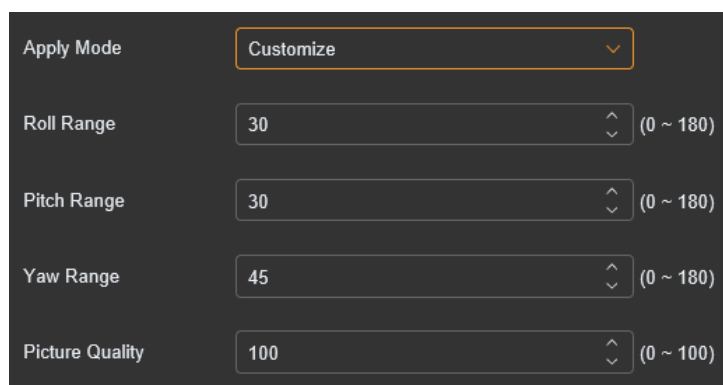 Apply Mode Customize
Roll Range 30 (0 ~ 180)
Pitch Range 30 (0 ~ 180)
Yaw Range 45 (0 ~ 180)
Picture Quality 100 (0 ~ 100)